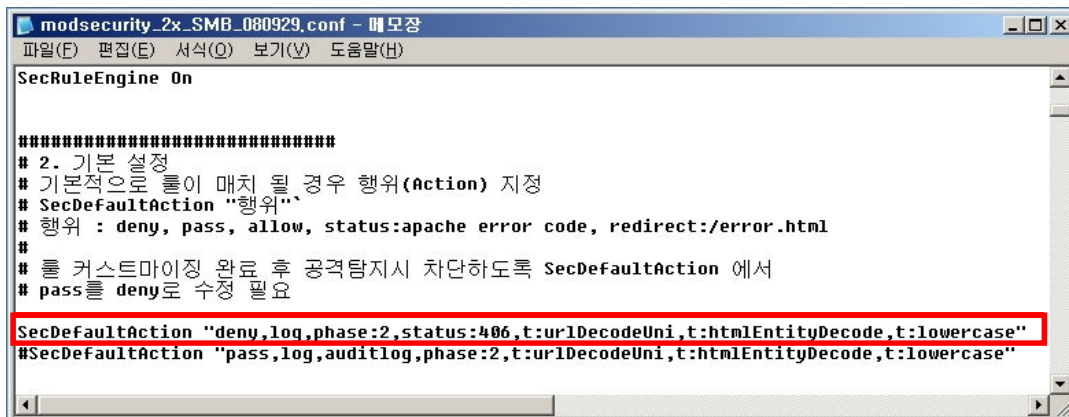 modsecurity_2x_SMB_080929.conf - 메모장
파일(F) 편집(E) 서식(O) 보기(V) 도움말(H)
SecRuleEngine On
#############################
# 2. 기본 설정
# 기본적으로 룰이 매치 될 경우 행위(Action) 지정
# SecDefaultAction "행위"`
# 행위 : deny, pass, allow, status:apache error code, redirect:/error.html
#
# 룰 커스트마이징 완료 후 공격탐지시 차단하도록 SecDefaultAction 에서
# pass를 deny로 수정 필요
SecDefaultAction "deny,log,phase:2,status:406,t:urlDecodeUni,t:htmlEntityDecode,t:lowercase"
#SecDefaultAction "pass,log,auditlog,phase:2,t:urlDecodeUni,t:htmlEntityDecode,t:lowercase"